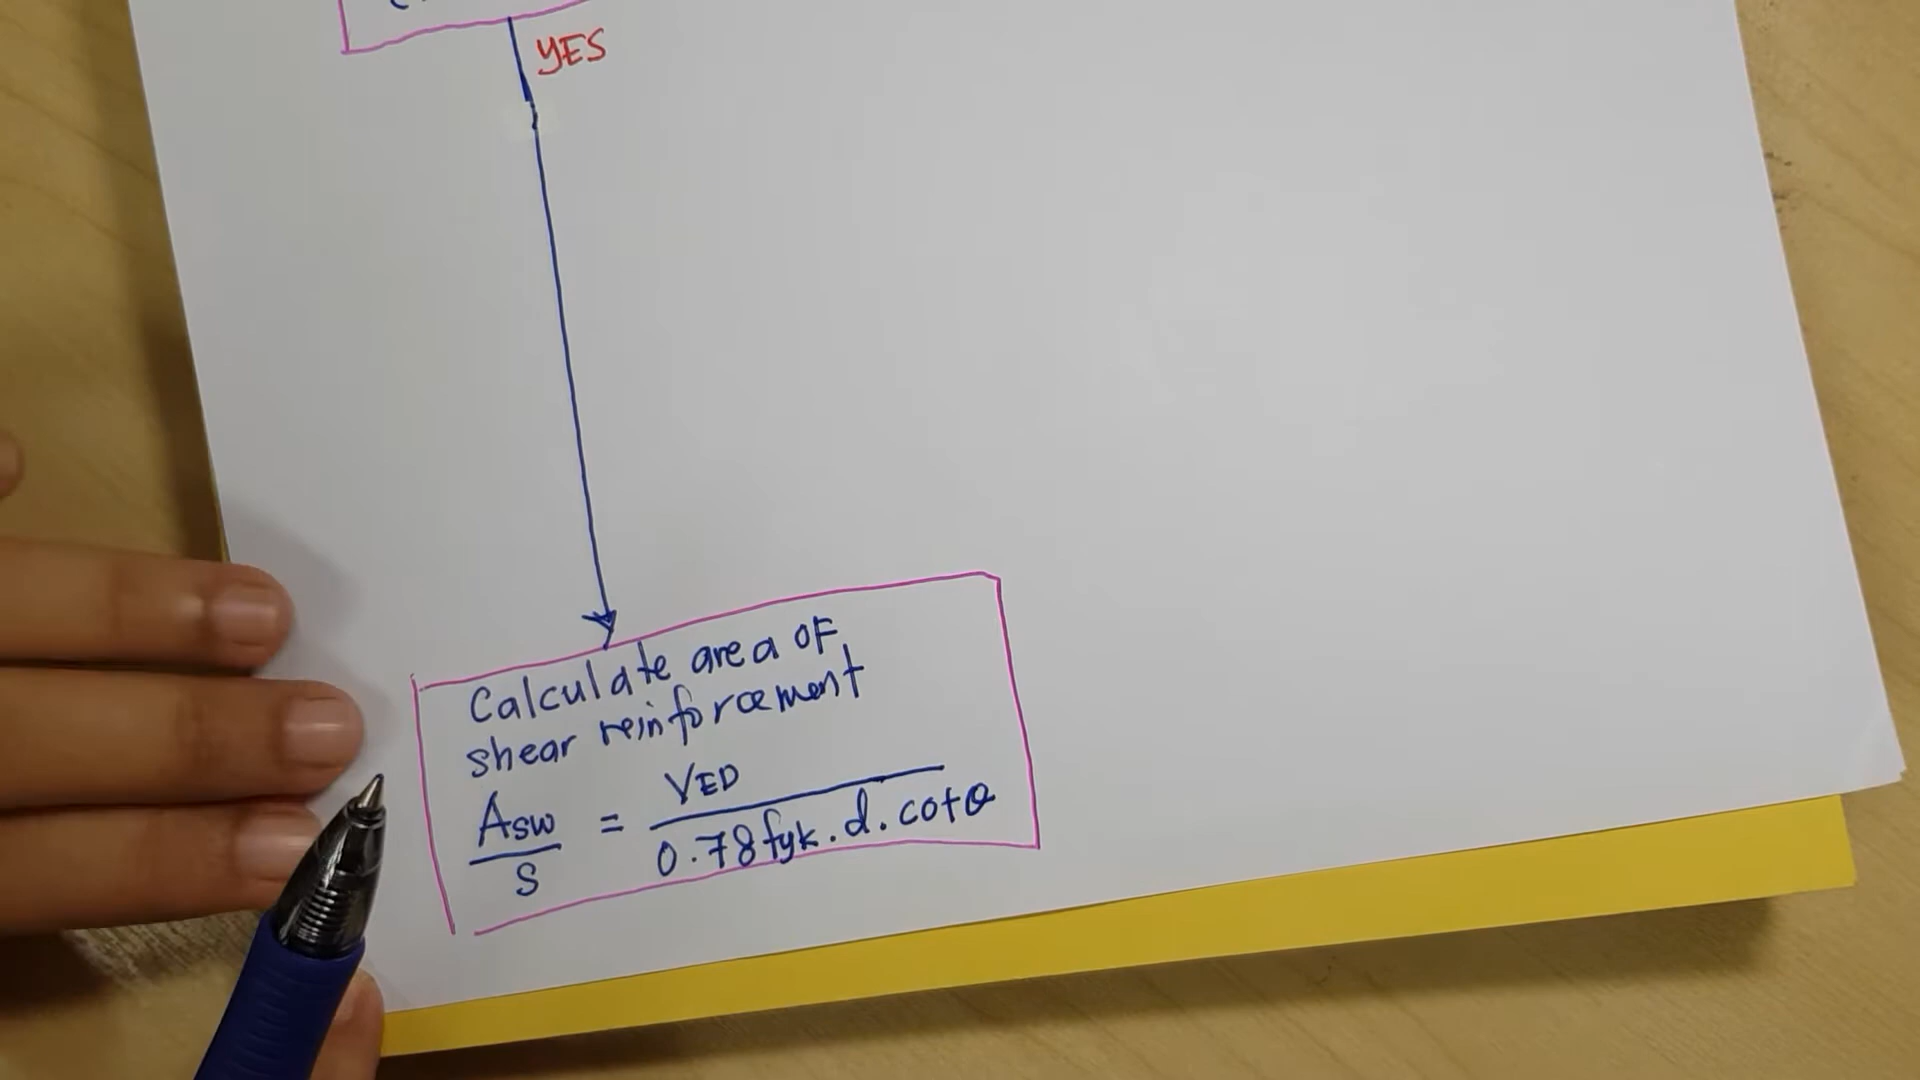 YES
Calculate area OF
shear reinforcement
Asw/s = VED/0.78fyk.d.cotθ